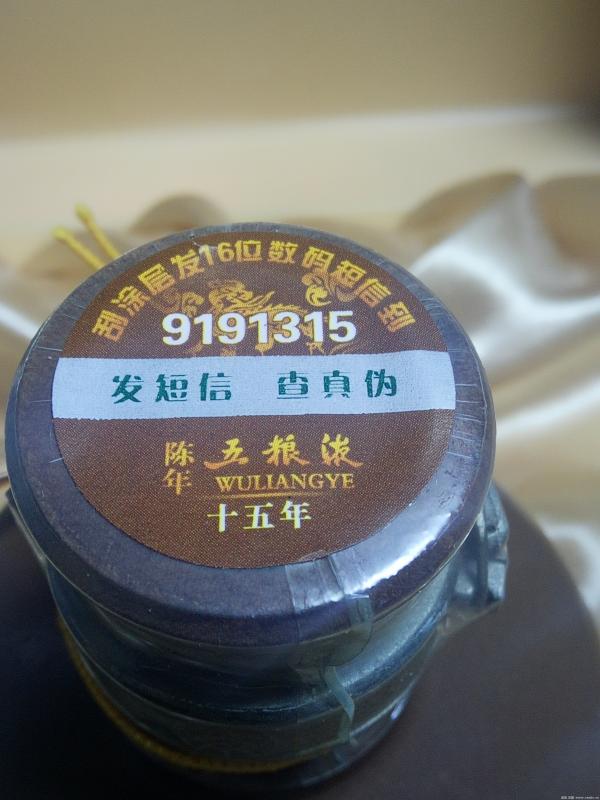 刮涂层发16位数码短信到
9191315
发短信 查真伪
陈年 五粮液
WULIANGYE
十五年